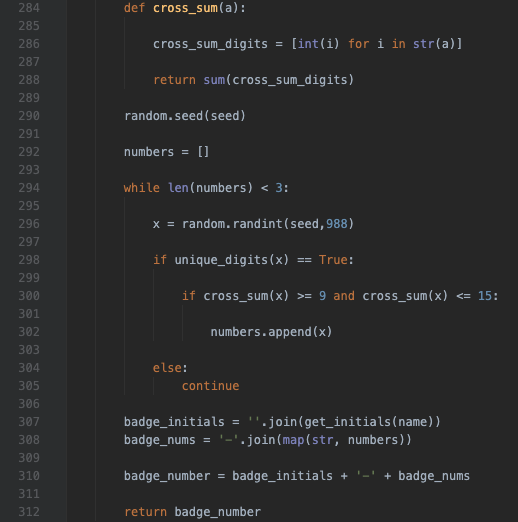 284 def cross_sum(a):
285
286 cross_sum_digits = [int(i) for i in str(a)]
287
288 return sum(cross_sum_digits)
289
290 random.seed(seed)
291
292 numbers = []
293
294 while len(numbers) < 3:
295
296 x = random.randint(seed,988)
297
298 if unique_digits(x) == True:
299
300 if cross_sum(x) >= 9 and cross_sum(x) <= 15:
301
302 numbers.append(x)
303
304 else:
305 continue
306
307 badge_initials = ''.join(get_initials(name))
308 badge_nums = '-'.join(map(str, numbers))
309
310 badge_number = badge_initials + '-' + badge_nums
311
312 return badge_number